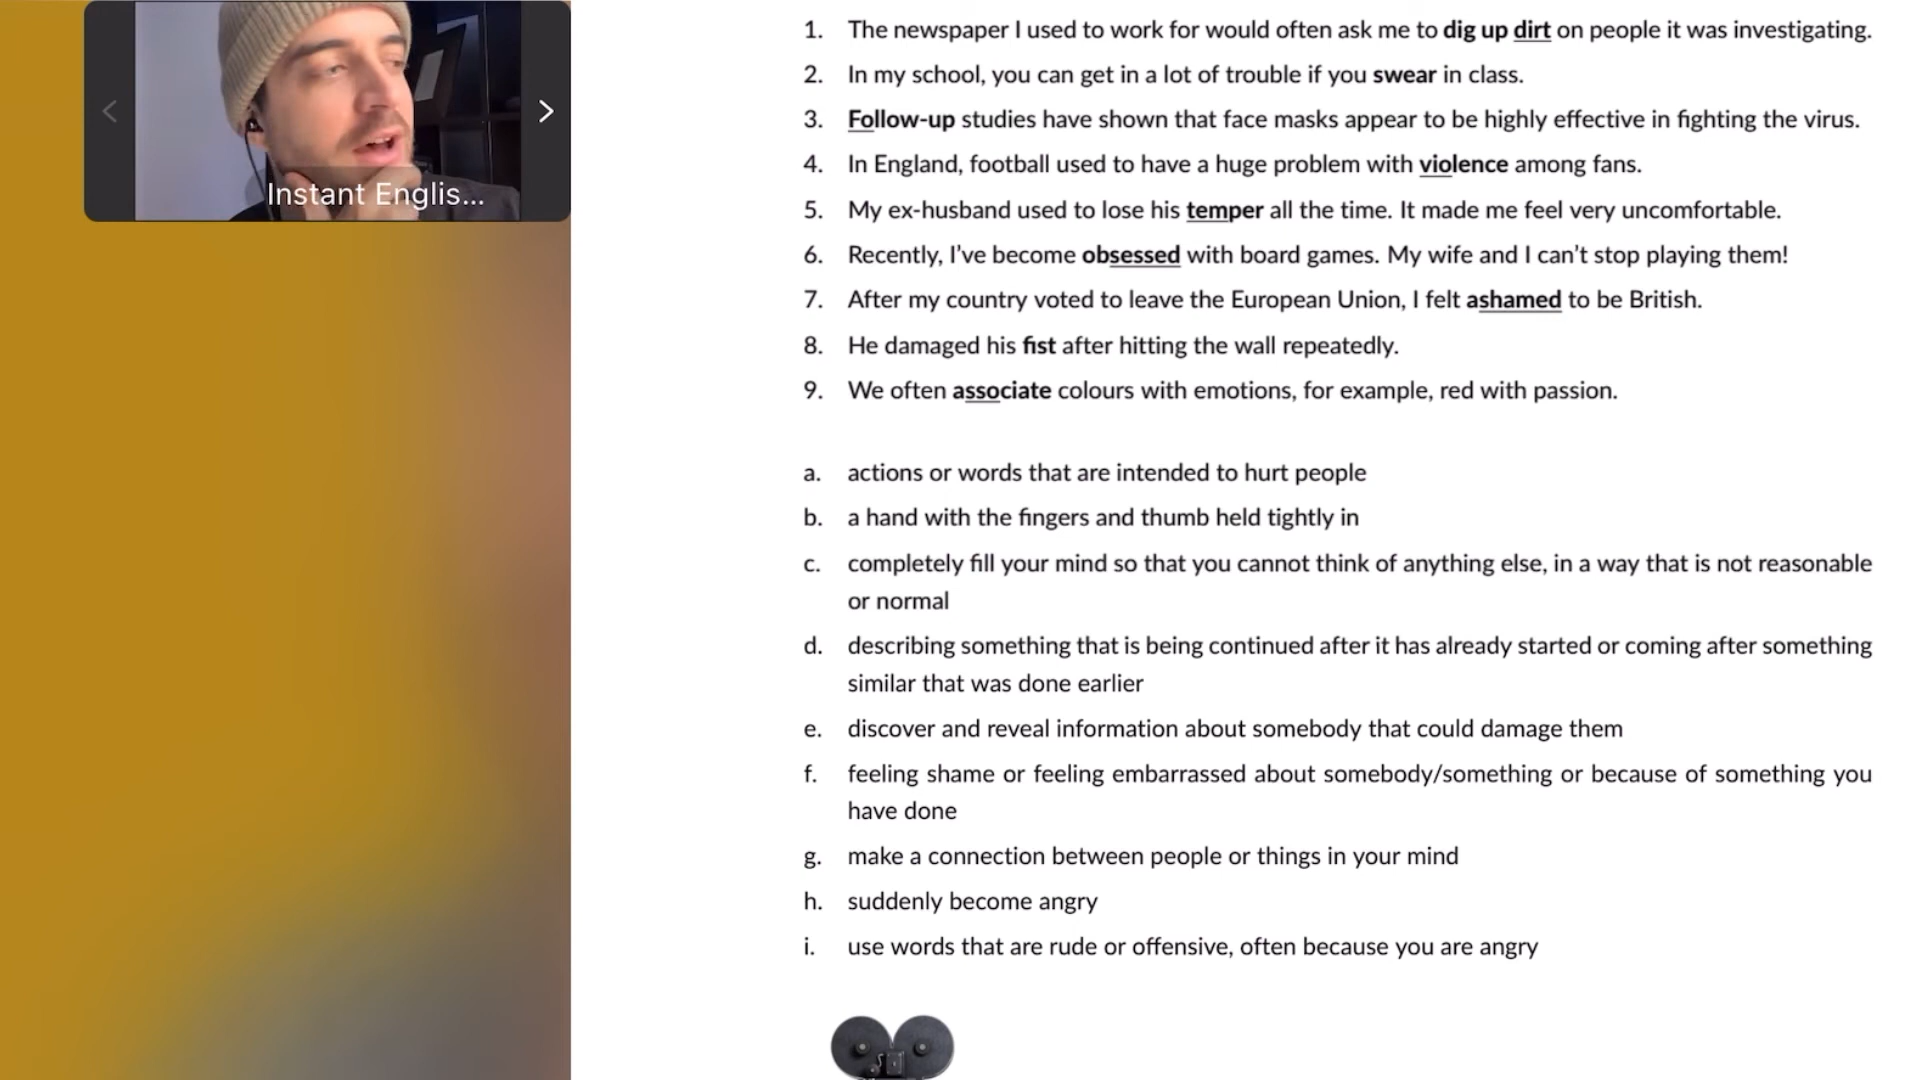 Instant Englis...
1. The newspaper I used to work for would often ask me to dig up dirt on people it was investigating.
2. In my school, you can get in a lot of trouble if you swear in class.
3. Follow-up studies have shown that face masks appear to be highly effective in fighting the virus.
4. In England, football used to have a huge problem with violence among fans.
5. My ex-husband used to lose his temper all the time. It made me feel very uncomfortable.
6. Recently, I’ve become obsessed with board games. My wife and I can’t stop playing them!
7. After my country voted to leave the European Union, I felt ashamed to be British.
8. He damaged his fist after hitting the wall repeatedly.
9. We often associate colours with emotions, for example, red with passion.
a. actions or words that are intended to hurt people
b. a hand with the fingers and thumb held tightly in
c. completely fill your mind so that you cannot think of anything else, in a way that is not reasonable
or normal
d. describing something that is being continued after it has already started or coming after something
similar that was done earlier
e. discover and reveal information about somebody that could damage them
f. feeling shame or feeling embarrassed about somebody/something or because of something you
have done
g. make a connection between people or things in your mind
h. suddenly become angry
i. use words that are rude or offensive, often because you are angry